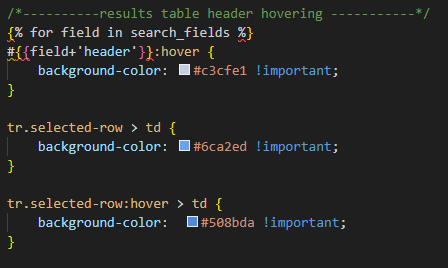 /*----------results table header hovering -----------*/
{% for field in search_fields %}
#{{field+'header'}}:hover {
    background-color: #c3cfe1 !important;
}
tr.selected-row > td {
    background-color: #6ca2ed !important;
}
tr.selected-row:hover > td {
    background-color:  #508bda !important;
}